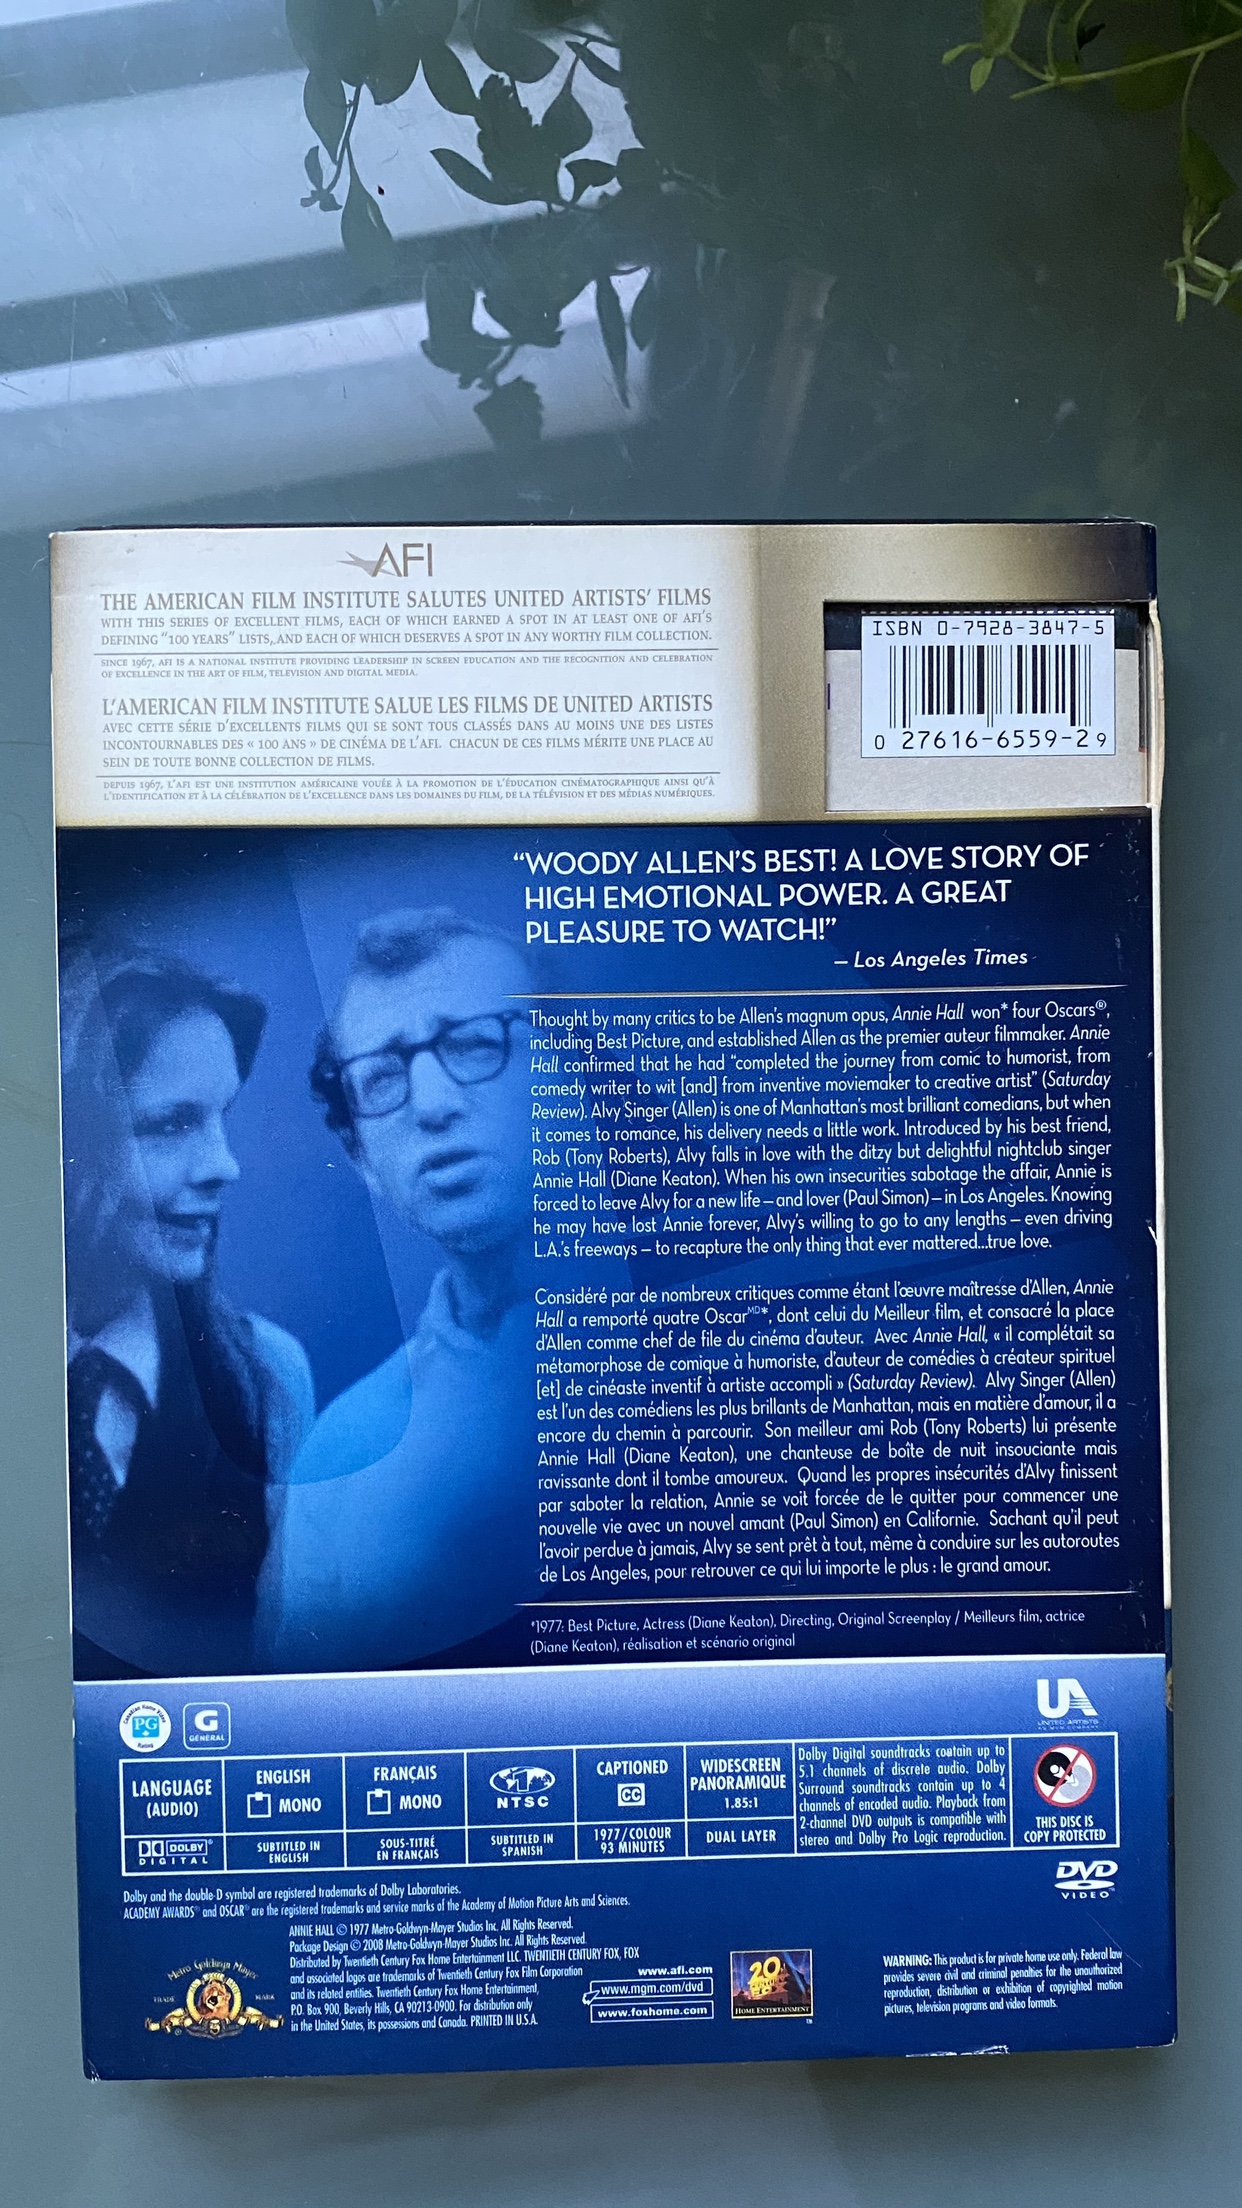 AFI
THE AMERICAN FILM INSTITUTE SALUTES UNITED ARTISTS' FILMS
WITH THIS SERIES OF EXCELLENT FILMS, EACH OF WHICH EARNED A SPOT IN AT LEAST ONE OF AFI'S
DEFINING "100 YEARS" LISTS, AND EACH OF WHICH DESERVES A SPOT IN ANY WORTHY FILM COLLECTION.
SINCE 1967, AFI IS A NATIONAL INSTITUTE PROVIDING LEADERSHIP IN SCREEN EDUCATION AND THE RECOGNITION AND CELEBRATION
OF EXCELLENCE IN THE ART OF FILM, TELEVISION AND DIGITAL MEDIA.
L'AMERICAN FILM INSTITUTE SALUE LES FILMS DE UNITED ARTISTS
AVEC CETTE SÉRIE D'EXCELLENTS FILMS QUI SE SONT TOUS CLASSÉS DANS AU MOINS UNE DES LISTES
INCONTOURNABLES DES « 100 ANS » DE CINÉMA DE L'AFI. CHACUN DE CES FILMS MÉRITE UNE PLACE AU
SEIN DE TOUTE BONNE COLLECTION DE FILMS.
DEPUIS 1967, L'AFI EST UNE INSTITUTION AMÉRICAINE VOUÉE À LA PROMOTION DE L'ÉDUCATION CINÉMATOGRAPHIQUE AINSI QU'À
L'IDENTIFICATION ET À LA CÉLÉBRATION DE L'EXCELLENCE DANS LES DOMAINES DU FILM, DE LA TÉLÉVISION ET DES MÉDIAS NUMÉRIQUES.
ISBN 0-7928-3847-5
0 27616-6559-2 9
"WOODY ALLEN'S BEST! A LOVE STORY OF
HIGH EMOTIONAL POWER. A GREAT
PLEASURE TO WATCH!"
– Los Angeles Times
Thought by many critics to be Allen's magnum opus, Annie Hall won* four Oscars®,
including Best Picture, and established Allen as the premier auteur filmmaker. Annie
Hall confirmed that he had "completed the journey from comic to humorist, from
comedy writer to wit [and] from inventive moviemaker to creative artist" (Saturday
Review). Alvy Singer (Allen) is one of Manhattan's most brilliant comedians, but when
it comes to romance, his delivery needs a little work. Introduced by his best friend,
Rob (Tony Roberts), Alvy falls in love with the ditzy but delightful nightclub singer
Annie Hall (Diane Keaton). When his own insecurities sabotage the affair, Annie is
forced to leave Alvy for a new life – and lover (Paul Simon) – in Los Angeles. Knowing
he may have lost Annie forever, Alvy's willing to go to any lengths – even driving
L.A.'s freeways – to recapture the only thing that ever mattered...true love.
Considéré par de nombreux critiques comme étant l'œuvre maîtresse d'Allen, Annie
Hall a remporté quatre OscarMD*, dont celui du Meilleur film, et consacré la place
d'Allen comme chef de file du cinéma d'auteur. Avec Annie Hall, « il complétait sa
métamorphose de comique à humoriste, d'auteur de comédies à créateur spirituel
[et] de cinéaste inventif à artiste accompli » (Saturday Review). Alvy Singer (Allen)
est l'un des comédiens les plus brillants de Manhattan, mais en matière d'amour, il a
encore du chemin à parcourir. Son meilleur ami Rob (Tony Roberts) lui présente
Annie Hall (Diane Keaton), une chanteuse de boîte de nuit insouciante mais
ravissante dont il tombe amoureux. Quand les propres insécurités d'Alvy finissent
par saboter la relation, Annie se voit forcée de le quitter pour commencer une
nouvelle vie avec un nouvel amant (Paul Simon) en Californie. Sachant qu'il peut
l'avoir perdue à jamais, Alvy se sent prêt à tout, même à conduire sur les autoroutes
de Los Angeles, pour retrouver ce qui lui importe le plus : le grand amour.
*1977: Best Picture, Actress (Diane Keaton), Directing, Original Screenplay / Meilleurs film, actrice
(Diane Keaton), réalisation et scénario original
Canadian Home Video
PG
Rating
G
GENERAL
UA
UNITED ARTISTS
LANGUAGE
(AUDIO)
ENGLISH
MONO
FRANÇAIS
MONO
NTSC
CAPTIONED
CC
WIDESCREEN
PANORAMIQUE
1.85:1
Dolby Digital soundtracks contain up to
5.1 channels of discrete audio. Dolby
Surround soundtracks contain up to 4
channels of encoded audio. Playback from
2-channel DVD outputs is compatible with
stereo and Dolby Pro Logic reproduction.
THIS DISC IS
COPY PROTECTED
DOLBY
DIGITAL
SUBTITLED IN
ENGLISH
SOUS-TITRÉ
EN FRANÇAIS
SUBTITLED IN
SPANISH
1977/COLOUR
93 MINUTES
DUAL LAYER
DVD
VIDEO
Dolby and the double-D symbol are registered trademarks of Dolby Laboratories.
ACADEMY AWARDS® and OSCAR® are the registered trademarks and service marks of the Academy of Motion Picture Arts and Sciences.
ANNIE HALL © 1977 Metro-Goldwyn-Mayer Studios Inc. All Rights Reserved.
Package Design © 2008 Metro-Goldwyn-Mayer Studios Inc. All Rights Reserved.
Distributed by Twentieth Century Fox Home Entertainment LLC. TWENTIETH CENTURY FOX, FOX
and associated logos are trademarks of Twentieth Century Fox Film Corporation
and its related entities. Twentieth Century Fox Home Entertainment,
P.O. Box 900, Beverly Hills, CA 90213-0900. For distribution only
in the United States, its possessions and Canada. PRINTED IN U.S.A.
Metro Goldwyn Mayer
TRADE MARK
www.afi.com
www.mgm.com/dvd
www.foxhome.com
20th
HOME ENTERTAINMENT
WARNING: This product is for private home use only. Federal law
provides severe civil and criminal penalties for the unauthorized
reproduction, distribution or exhibition of copyrighted motion
pictures, television programs and video formats.